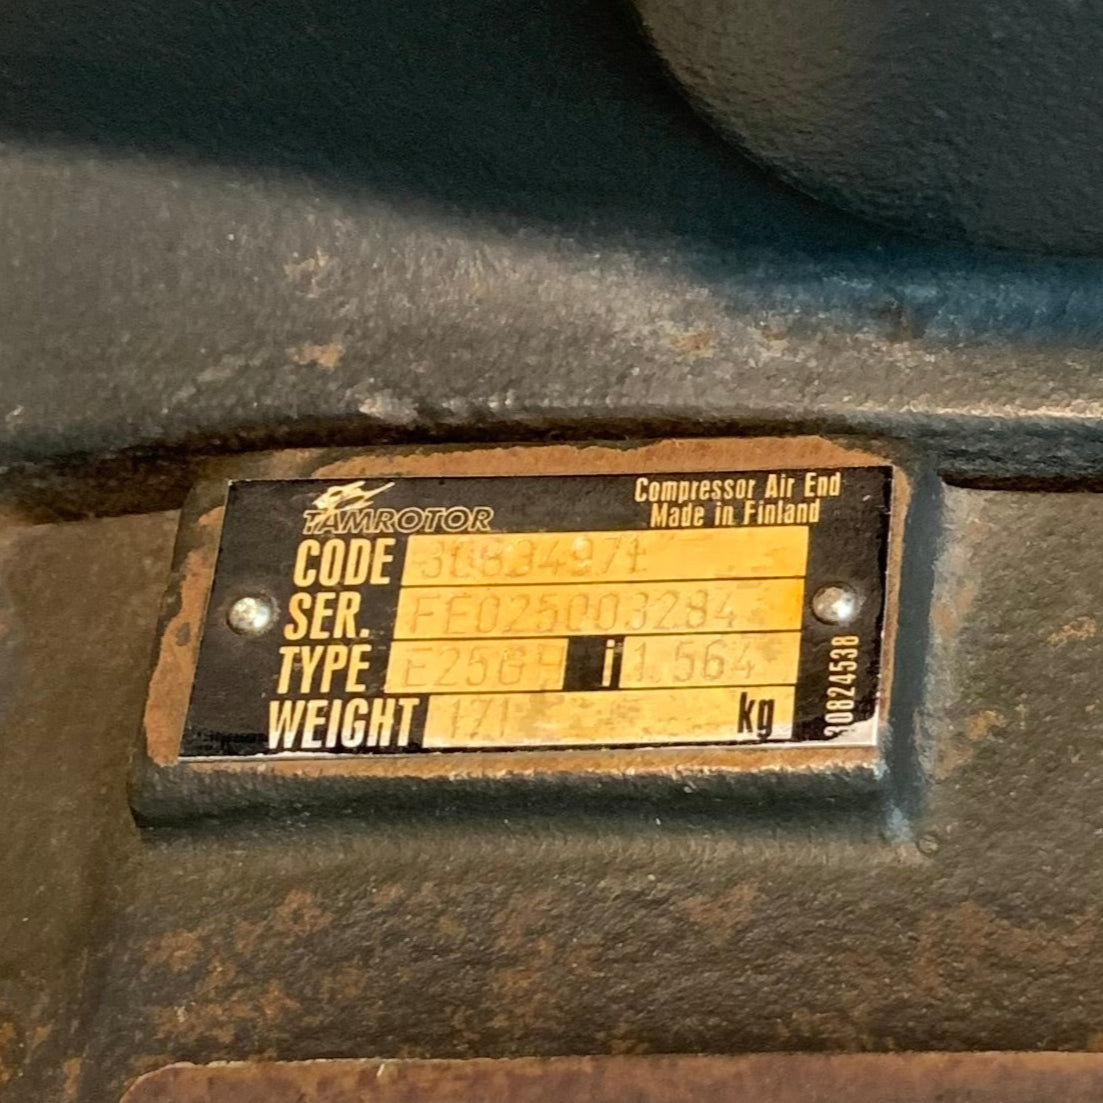 TAMROTOR
Compressor Air End
Made in Finland
CODE 30834971
SER. FE025003284
TYPE E25GH i 1.564
WEIGHT 171 kg
30824538